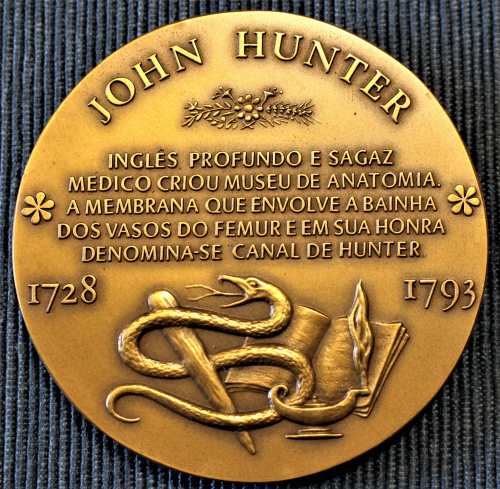 JOHN HUNTER
INGLÊS PROFUNDO E SAGAZ
MEDICO CRIOU MUSEU DE ANATOMIA.
A MEMBRANA QUE ENVOLVE A BAINHA
DOS VASOS DO FEMUR E EM SUA HONRA
DENOMINA-SE CANAL DE HUNTER
1728 1793